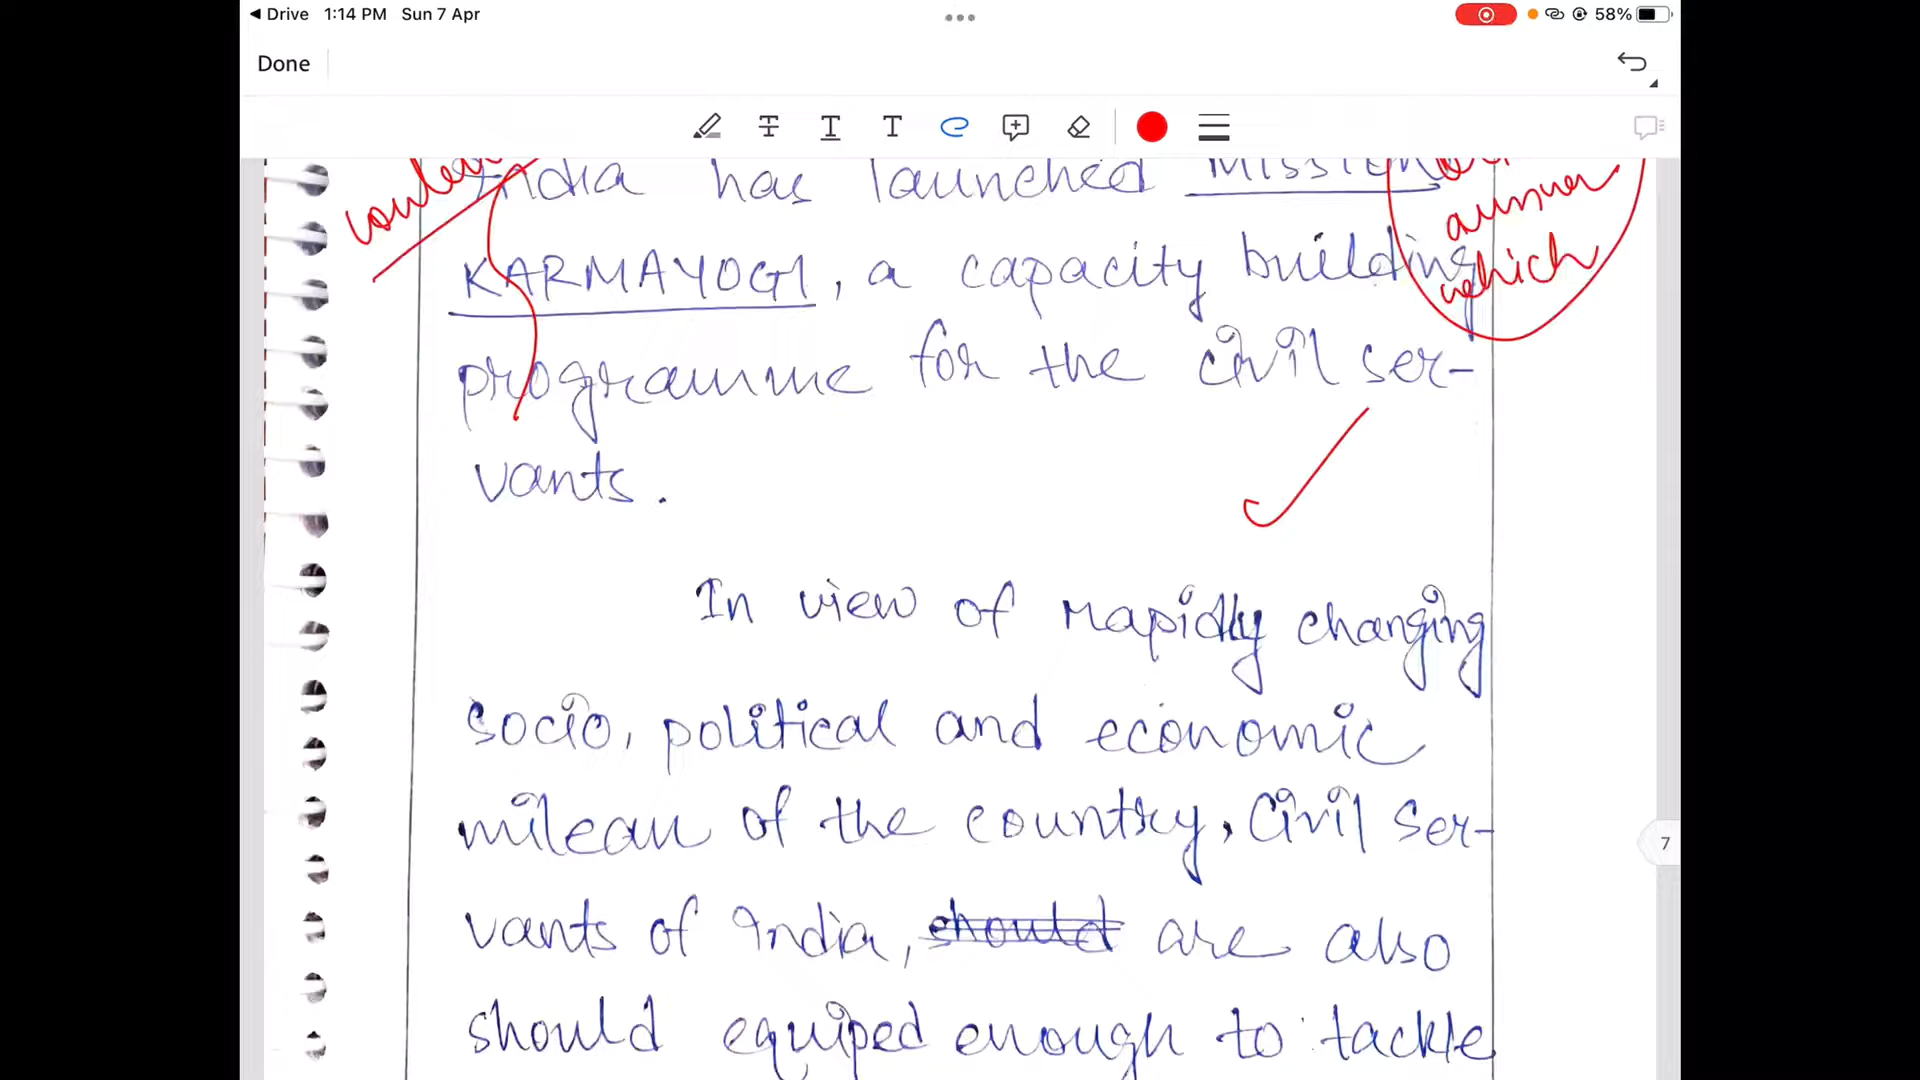 Drive 1:14 PM Sun 7 Apr
58%
Done
India has launched MISSION
KARMAYOGI, a capacity building
programme for the civil ser-
vants.
answer
which
In view of rapidly changing
socio, political and economic
mileau of the country, Civil ser-
vants of India, should are also
should equiped enough to tackle
7